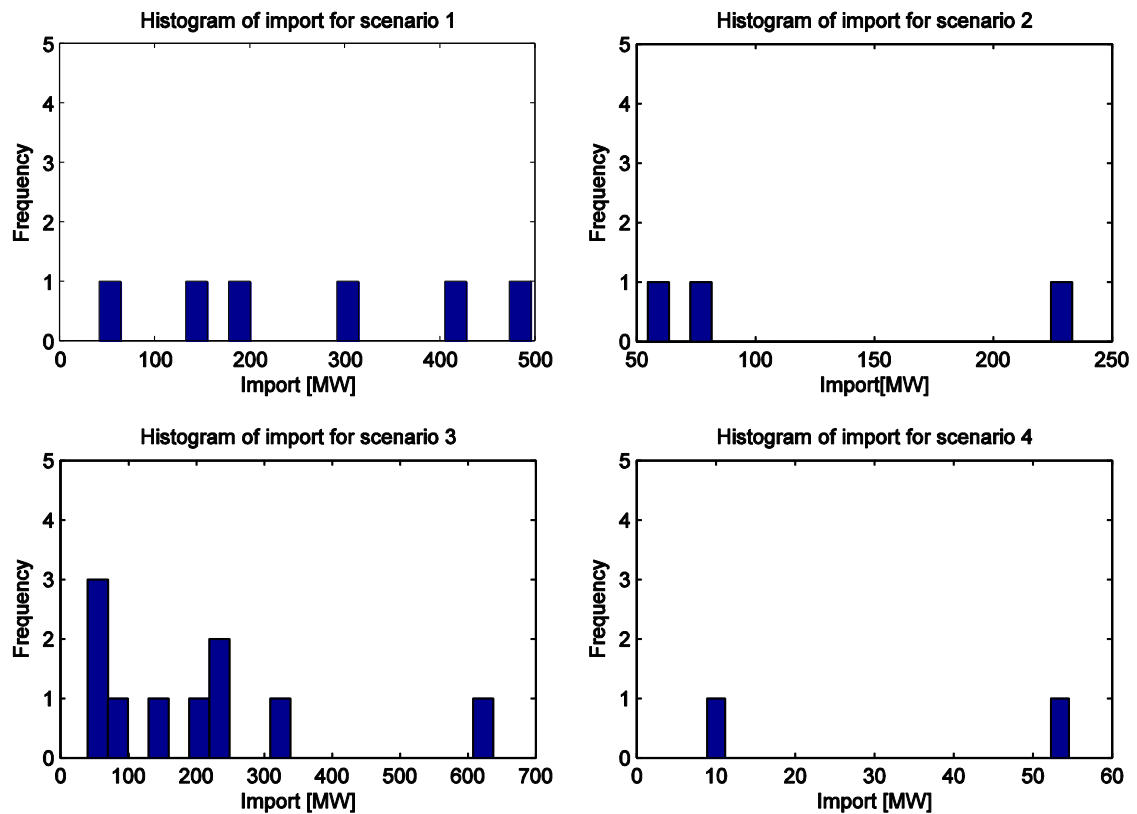 Histogram of import for scenario 1
5
4
3
2
1
0
Frequency
0 100 200 300 400 500
Import [MW]
Histogram of import for scenario 2
5
4
3
2
1
0
Frequency
50 100 150 200 250
Import[MW]
Histogram of import for scenario 3
5
4
3
2
1
0
Frequency
0 100 200 300 400 500 600 700
Import [MW]
Histogram of import for scenario 4
5
4
3
2
1
0
Frequency
0 10 20 30 40 50 60
Import [MW]